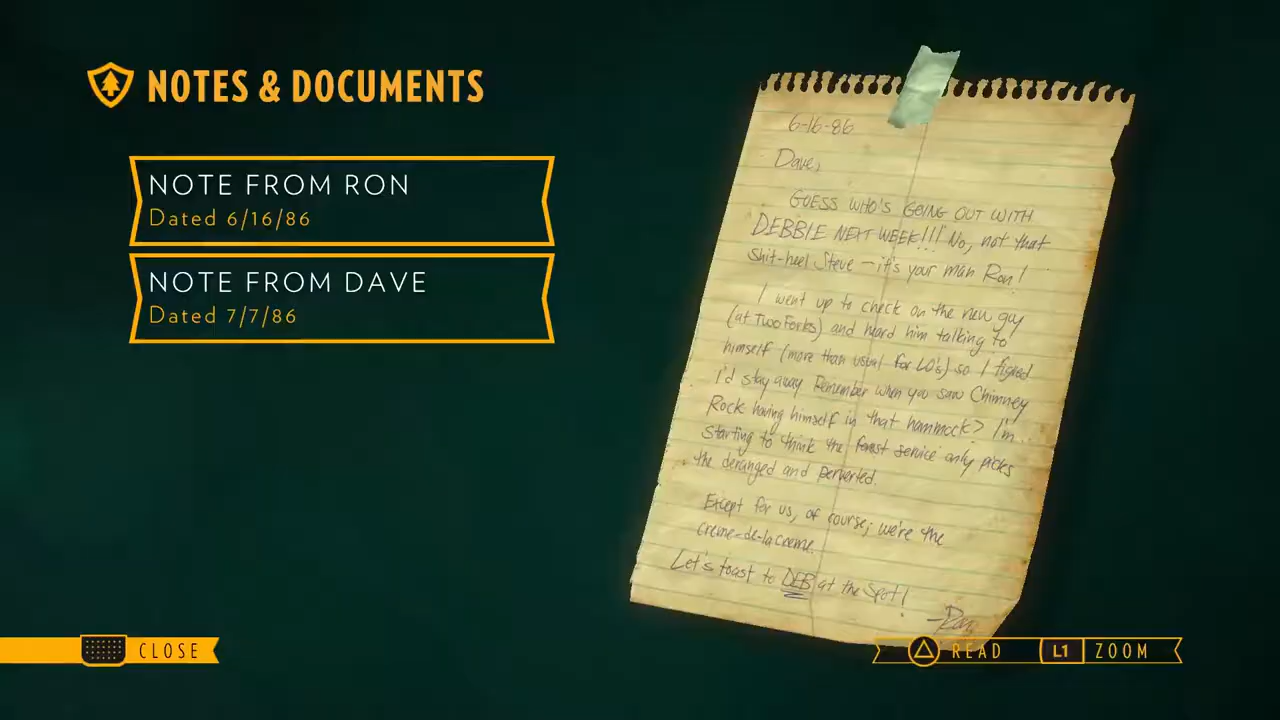 NOTES & DOCUMENTS
NOTE FROM RON
Dated 6/16/86
NOTE FROM DAVE
Dated 7/7/86
6-16-86
Dave,
GUESS WHO'S GOING OUT WITH
DEBBIE NEXT WEEK!!! No, not that
shit-heel Steve - it's your man Ron!
I went up to check on the new guy
(at Two Forks) and heard him talking to
himself (more than usual for LO's) so I figred
I'd stay away. Remember when you saw Chimney
Rock having himself in that hammock? I'm
starting to think the forest service only picks
the deranged and perverted.
Except for us, of course; we're the
creme-de-la creme.
Let's toast to DEB at the Spot!
CLOSE
READ
L1 ZOOM